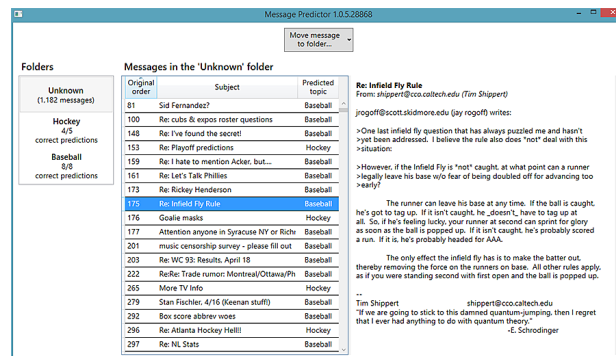 Message Predictor 1.0.5.28868
Move message
to folder...
Folders
Unknown
(1,182 messages)
Hockey
4/5
correct predictions
Baseball
8/8
correct predictions
Messages in the 'Unknown' folder
Original order Subject Predicted topic
81 Sid Fernandez? Baseball
100 Re: cubs & expos roster questions Baseball
148 Re: I've found the secret! Baseball
153 Re: Playoff predictions Hockey
159 Re: I hate to mention Acker, but.... Baseball
161 Re: Let's Talk Phillies Baseball
173 Re: Rickey Henderson Baseball
175 Re: Infield Fly Rule Baseball
176 Goalie masks Hockey
177 Attention anyone in Syracuse NY or Richr Baseball
201 music censorship survey - please fill out Baseball
203 Re: WC 93: Results, April 18 Baseball
222 Re:Re: Trade rumor: Montreal/Ottawa/Ph Baseball
265 More TV Info Hockey
279 Stan Fischler, 4/16 (Keenan stuff!) Baseball
292 Box score abbrev woes Baseball
296 Re: Atlanta Hockey Hell!! Hockey
297 Re: NL Stats Baseball
Re: Infield Fly Rule
From: shippert@cco.caltech.edu (Tim Shippert)
jrogoff@scott.skidmore.edu (jay rogoff) writes:
>One last infield fly question that has always puzzled me and hasn't
>yet been addressed. I believe the rule also does *not* deal with this
>situation:
>However, if the Infield Fly is *not* caught, at what point can a runner
>legally leave his base w/o fear of being doubled off for advancing too
>early?
The runner can leave his base at any time. If the ball is caught,
he's got to tag up. If it isn't caught, he _doesn't_ have to tag up at
all. So, if he's feeling lucky, your runner at second can sprint for glory
as soon as the ball is popped up. If it isn't caught, he's probably scored
a run. If it is, he's probably headed for AAA.
The only effect the infield fly has is to make the batter out,
thereby removing the force on the runners on base. All other rules apply,
as if you were standing second with first open and the ball is popped up.
--
Tim Shippert shippert@cco.caltech.edu
"If we are going to stick to this damned quantum-jumping, then I regret
that I ever had anything to do with quantum theory."
-E. Schrodinger